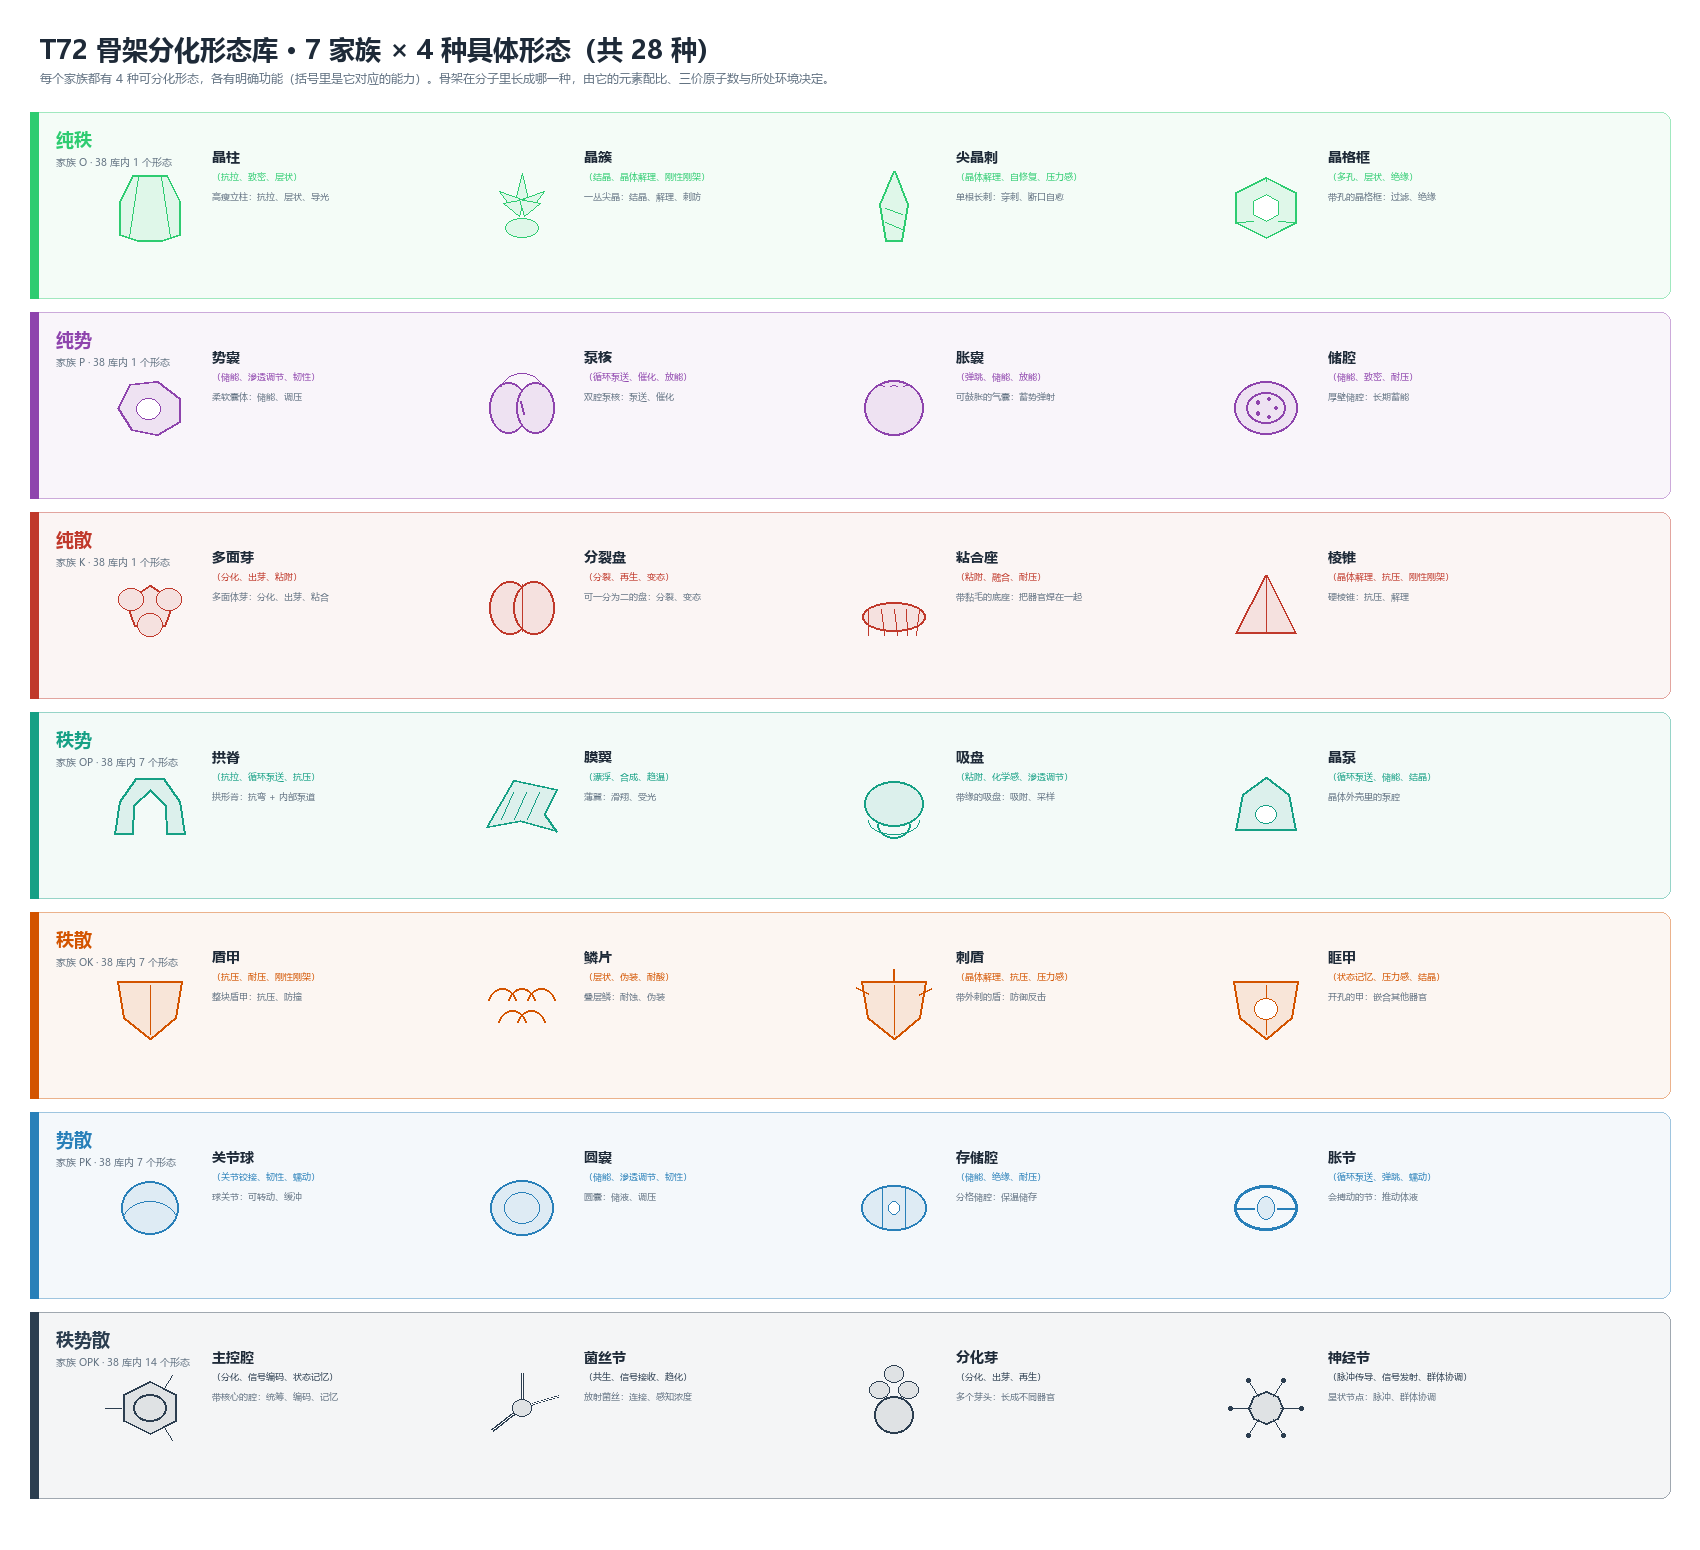 T72 骨架分化形态库 • 7 家族 × 4 种具体形态（共 28 种）
每个家族都有 4 种可分化形态，各有明确功能（括号里是它对应的能力）。骨架在分子里长成哪一种，由它的元素配比、三价原子数与所处环境决定。
纯秩
家族 O · 38 库内 1 个形态
晶柱
（抗拉、致密、层状）
高瘦立柱：抗拉、层状、导光
晶簇
（结晶、晶体解理、刚性刚架）
一丛尖晶：结晶、解理、刺防
尖晶刺
（晶体解理、自修复、压力感）
单根长刺：穿刺、断口自愈
晶格框
（多孔、层状、绝缘）
带孔的晶格框：过滤、绝缘
纯势
家族 P · 38 库内 1 个形态
势囊
（储能、渗透调节、韧性）
柔软囊体：储能、调压
泵核
（循环泵送、催化、放能）
双腔泵核：泵送、催化
胀囊
（弹跳、储能、放能）
可鼓胀的气囊：蓄势弹射
储腔
（储能、致密、耐压）
厚壁储腔：长期蓄能
纯散
家族 K · 38 库内 1 个形态
多面芽
（分化、出芽、粘附）
多面体芽：分化、出芽、粘合
分裂盘
（分裂、再生、变态）
可一分为二的盘：分裂、变态
粘合座
（粘附、融合、耐压）
带黏毛的底座：把器官焊在一起
棱锥
（晶体解理、抗压、刚性刚架）
硬棱锥：抗压、解理
秩势
家族 OP · 38 库内 7 个形态
拱脊
（抗拉、循环泵送、抗压）
拱形脊：抗弯 + 内部泵道
膜翼
（漂浮、合成、趋温）
薄翼：滑翔、受光
吸盘
（粘附、化学感、渗透调节）
带缘的吸盘：吸附、采样
晶泵
（循环泵送、储能、结晶）
晶体外壳里的泵腔
秩散
家族 OK · 38 库内 7 个形态
盾甲
（抗压、耐压、刚性刚架）
整块盾甲：抗压、防撞
鳞片
（层状、伪装、耐酸）
叠层鳞：耐蚀、伪装
刺盾
（晶体解理、抗压、压力感）
带外刺的盾：防御反击
眶甲
（状态记忆、压力感、结晶）
开孔的甲：嵌合其他器官
势散
家族 PK · 38 库内 7 个形态
关节球
（关节铰接、韧性、蠕动）
球关节：可转动、缓冲
圆囊
（储能、渗透调节、韧性）
圆囊：储液、调压
存储腔
（储能、绝缘、耐压）
分格储腔：保温储存
胀节
（循环泵送、弹跳、蠕动）
会搏动的节：推动体液
秩势散
家族 OPK · 38 库内 14 个形态
主控腔
（分化、信号编码、状态记忆）
带核心的腔：统筹、编码、记忆
菌丝节
（共生、信号接收、趋化）
放射菌丝：连接、感知浓度
分化芽
（分化、出芽、再生）
多个芽头：长成不同器官
神经节
（脉冲传导、信号发射、群体协调）
星状节点：脉冲、群体协调